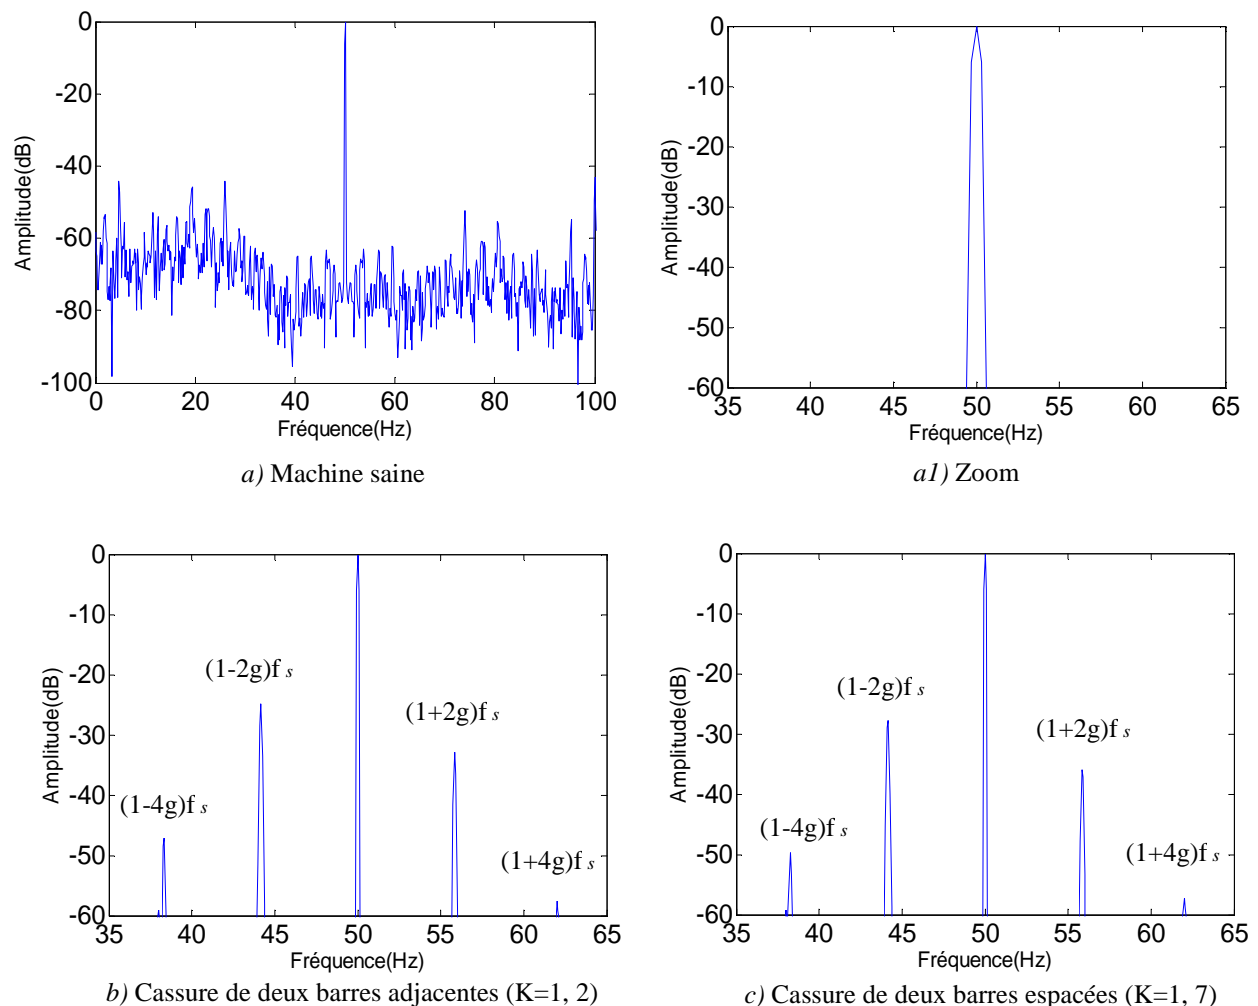 0
-20
-40
-60
-80
-100
0
20
40
60
80
100
Amplitude(dB)
Fréquence(Hz)
a) Machine saine
0
-10
-20
-30
-40
-50
-60
35
40
45
50
55
60
65
Amplitude(dB)
Fréquence(Hz)
a1) Zoom
0
-10
-20
-30
-40
-50
-60
35
40
45
50
55
60
65
Amplitude(dB)
Fréquence(Hz)
(1-2g)f s
(1+2g)f s
(1-4g)f s
(1+4g)f s
b) Cassure de deux barres adjacentes (K=1, 2)
0
-10
-20
-30
-40
-50
-60
35
40
45
50
55
60
65
Amplitude(dB)
Fréquence(Hz)
(1-2g)f s
(1+2g)f s
(1-4g)f s
(1+4g)f s
c) Cassure de deux barres espacées (K=1, 7)